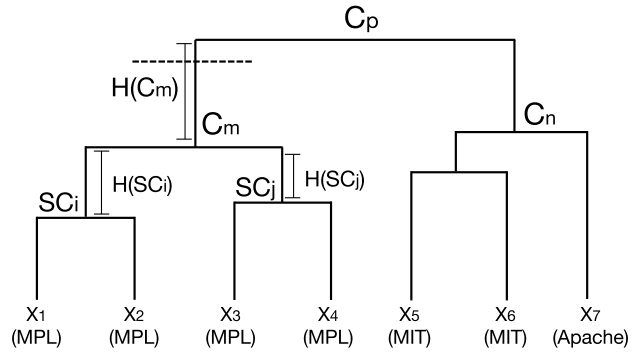 Cp
H(Cm)
Cm
Cn
H(SCi)
H(SCj)
SCi
SCj
X1 X2 X3 X4 X5 X6 X7
(MPL) (MPL) (MPL) (MPL) (MIT) (MIT) (Apache)